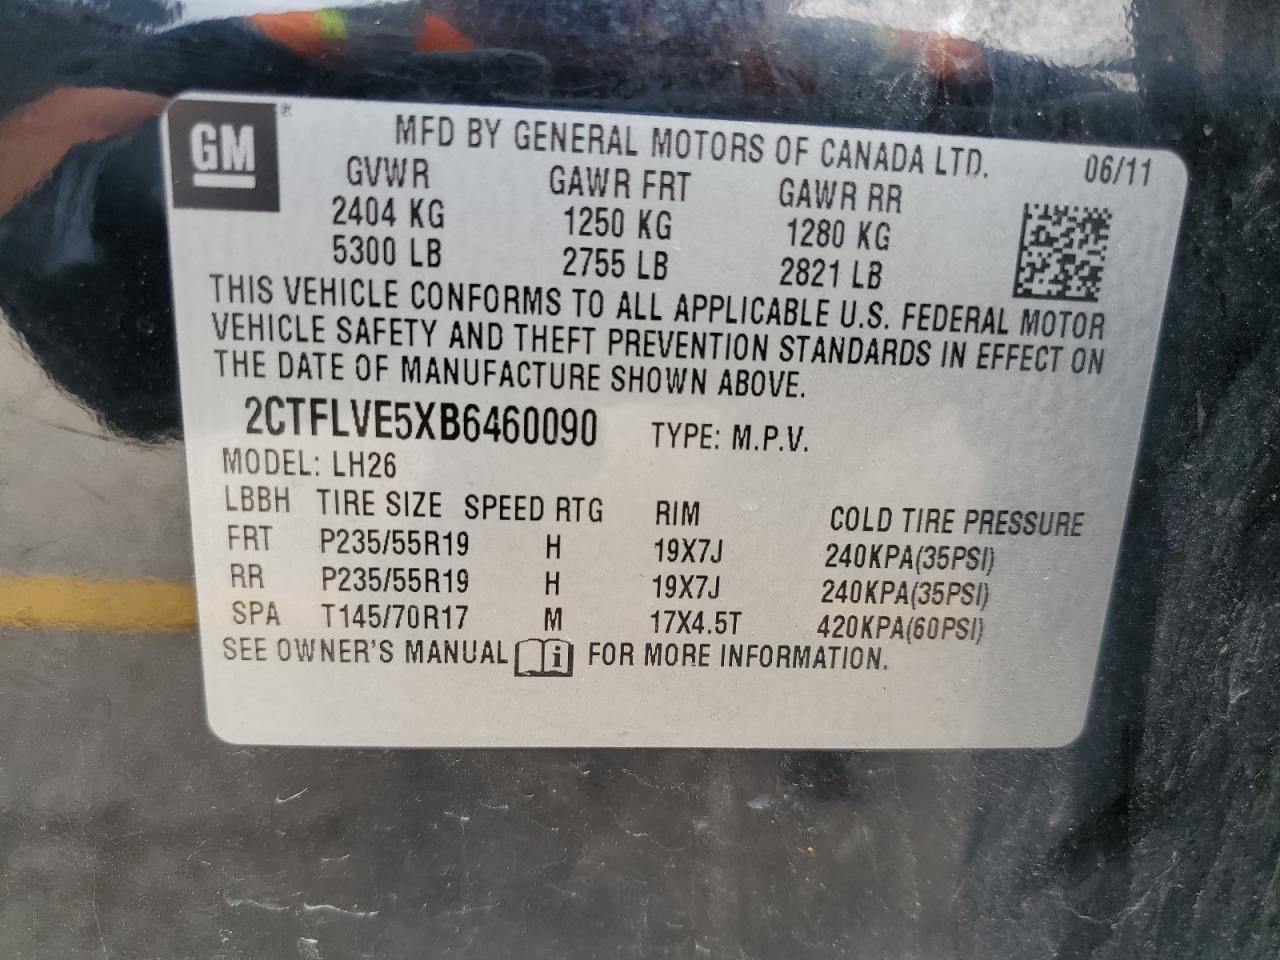 GM®
MFD BY GENERAL MOTORS OF CANADA LTD. 06/11
GVWR GAWR FRT GAWR RR
2404 KG 1250 KG 1280 KG
5300 LB 2755 LB 2821 LB
THIS VEHICLE CONFORMS TO ALL APPLICABLE U.S. FEDERAL MOTOR
VEHICLE SAFETY AND THEFT PREVENTION STANDARDS IN EFFECT ON
THE DATE OF MANUFACTURE SHOWN ABOVE.
2CTFLVE5XB6460090 TYPE: M.P.V.
MODEL: LH26
LBBH TIRE SIZE SPEED RTG RIM COLD TIRE PRESSURE
FRT P235/55R19 H 19X7J 240KPA(35PSI)
RR P235/55R19 H 19X7J 240KPA(35PSI)
SPA T145/70R17 M 17X4.5T 420KPA(60PSI)
SEE OWNER'S MANUAL i FOR MORE INFORMATION.